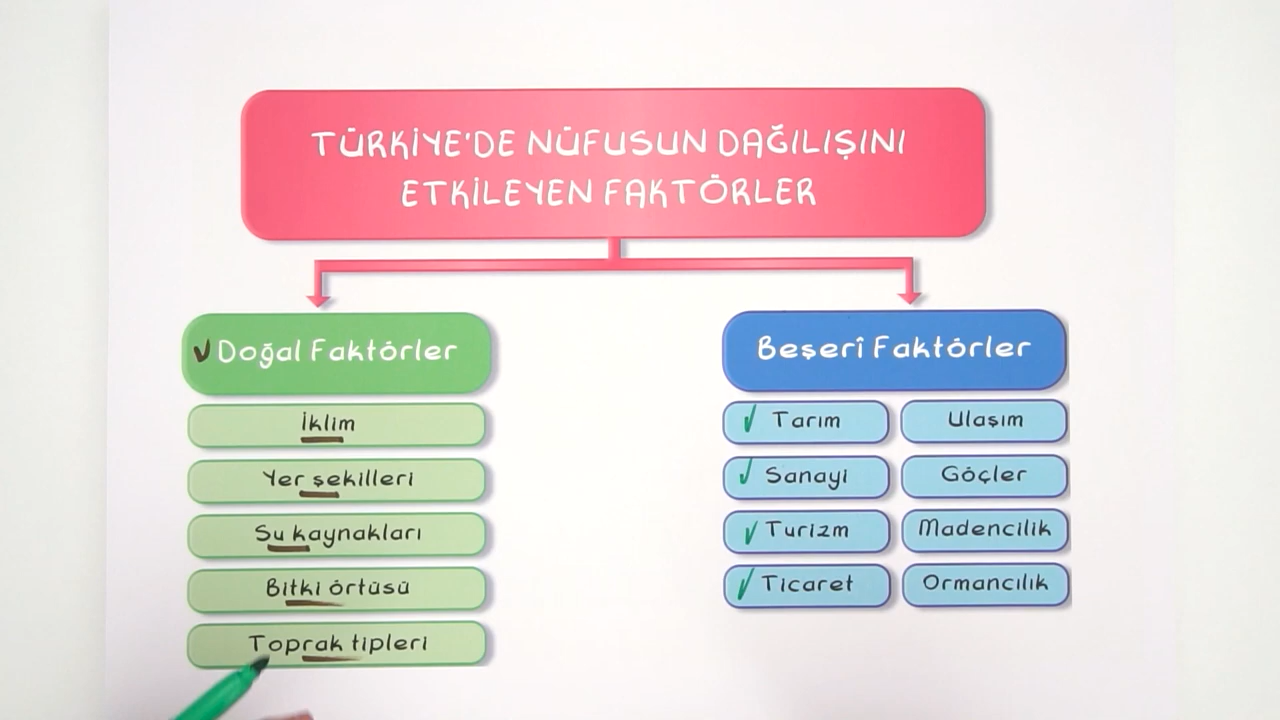 TÜRKİYE'DE NÜFUSUN DAĞILIŞINI
ETKİLEYEN FAKTÖRLER
Doğal Faktörler
İklim
Yer şekilleri
Su kaynakları
Bitki örtüsü
Toprak tipleri
Beşerî Faktörler
Tarım
Ulaşım
Sanayi
Göçler
Turizm
Madencilik
Ticaret
Ormancılık